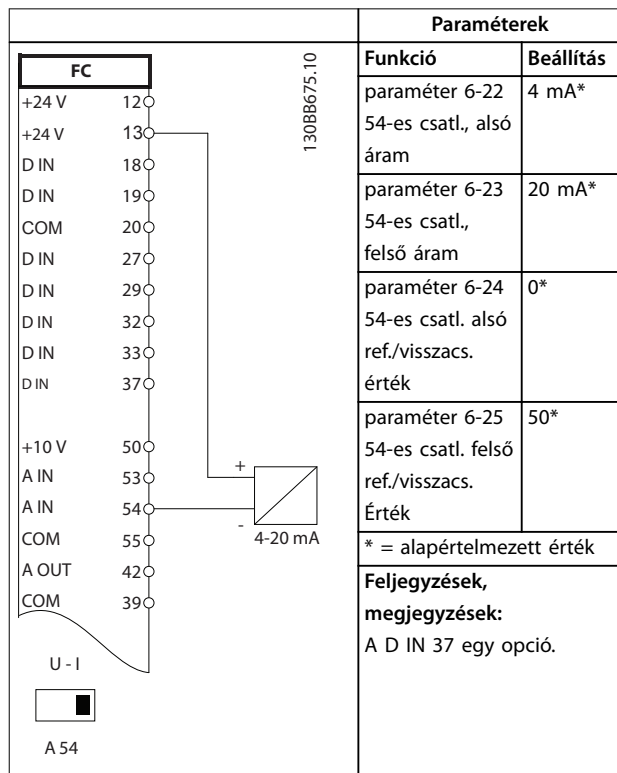 Paraméterek
FC
+24 V 12
+24 V 13
D IN 18
D IN 19
COM 20
D IN 27
D IN 29
D IN 32
D IN 33
D IN 37
+10 V 50
A IN 53
A IN 54
COM 55
A OUT 42
COM 39
U - I
A 54
+
-
4-20 mA
130BB675.10
Funkció Beállítás
paraméter 6-22 4 mA*
54-es csatl., alsó
áram
paraméter 6-23 20 mA*
54-es csatl.,
felső áram
paraméter 6-24 0*
54-es csatl. alsó
ref./visszacs.
érték
paraméter 6-25 50*
54-es csatl. felső
ref./visszacs.
Érték
* = alapértelmezett érték
Feljegyzések,
megjegyzések:
A D IN 37 egy opció.